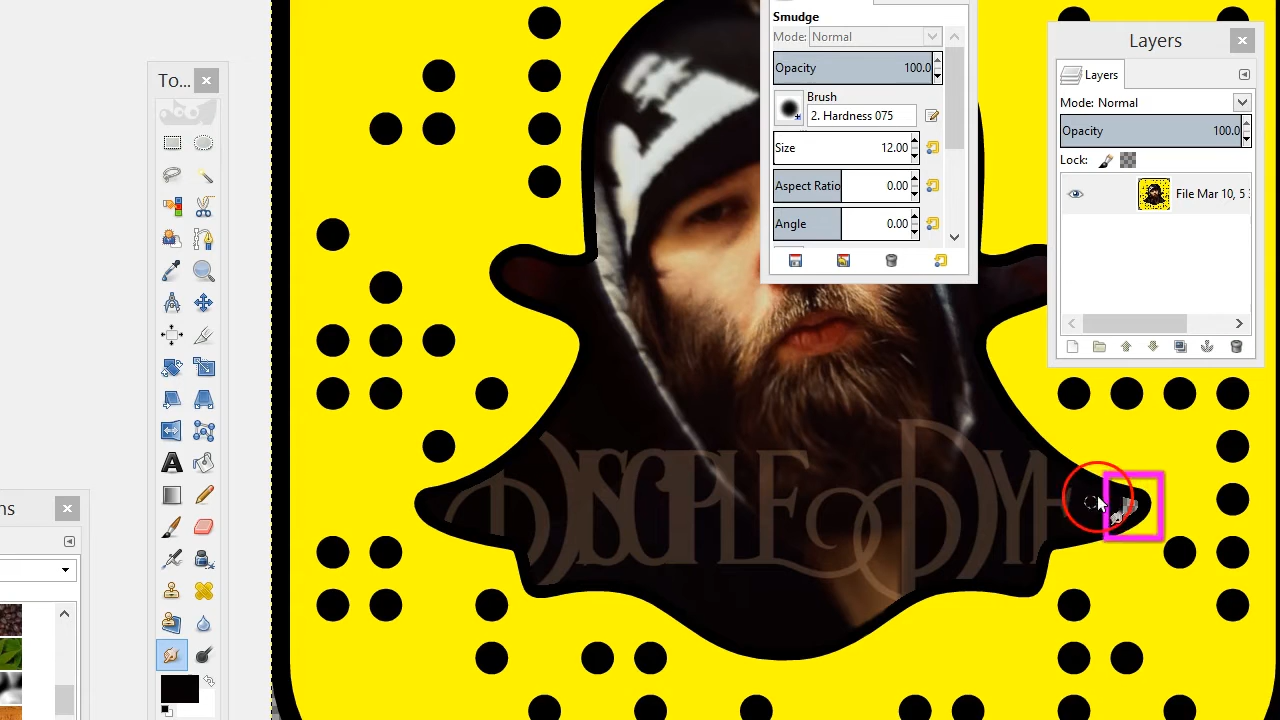 To...
Smudge
Mode: Normal
Opacity 100.0
Brush
2. Hardness 075
Size 12.00
Aspect Ratio 0.00
Angle 0.00
Layers
Layers
Mode: Normal
Opacity 100.0
Lock:
File Mar 10, 5
ns
DISCIPLE